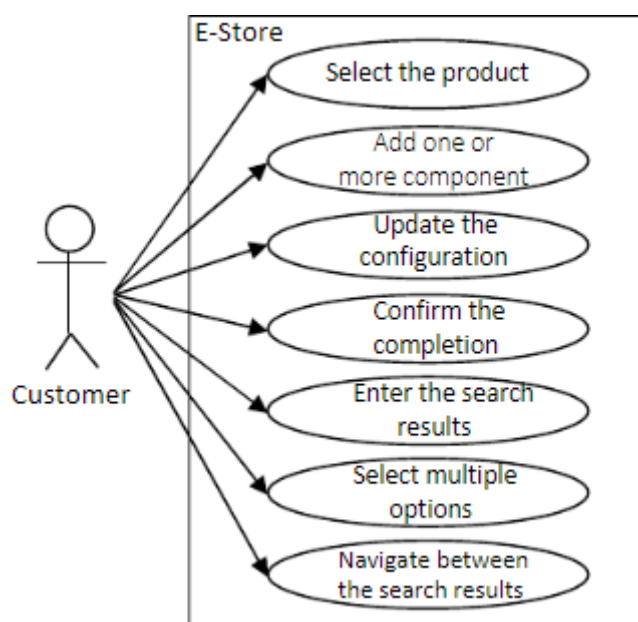 E-Store
Select the product
Add one or
more component
Update the
configuration
Confirm the
completion
Customer
Enter the search
results
Select multiple
options
Navigate between
the search results